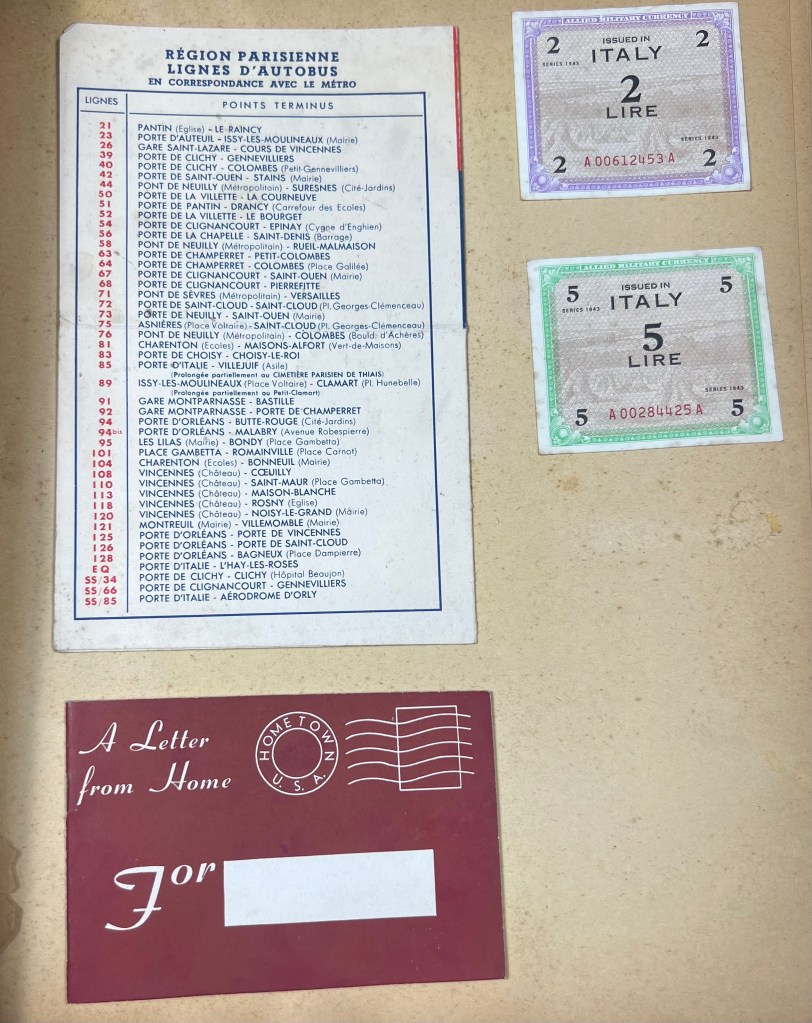 RÉGION PARISIENNE
LIGNES D'AUTOBUS
EN CORRESPONDANCE AVEC LE MÉTRO
LIGNES POINTS TERMINUS
21 PANTIN (Eglise) - LE RAINCY
23 PORTE D'AUTEUIL - ISSY-LES-MOULINEAUX (Mairie)
26 GARE SAINT-LAZARE - COURS DE VINCENNES
39 PORTE DE CLICHY - GENNEVILLIERS
40 PORTE DE CLICHY - COLOMBES (Petit-Gennevilliers)
42 PORTE DE SAINT-OUEN - STAINS (Mairie)
44 PONT DE NEUILLY (Métropolitain) - SURESNES (Cité-Jardins)
50 PORTE DE LA VILLETTE - LA COURNEUVE
51 PORTE DE PANTIN - DRANCY (Carrefour des Ecoles)
52 PORTE DE LA VILLETTE - LE BOURGET
54 PORTE DE CLIGNANCOURT - EPINAY (Cygne d'Enghien)
56 PORTE DE LA CHAPELLE - SAINT-DENIS (Barrage)
58 PONT DE NEUILLY (Métropolitain) - RUEIL-MALMAISON
63 PORTE DE CHAMPERRET - PETIT-COLOMBES
64 PORTE DE CHAMPERRET - COLOMBES (Place Galilée)
67 PORTE DE CLIGNANCOURT - SAINT-OUEN (Mairie)
68 PORTE DE CLIGNANCOURT - PIERREFITTE
71 PONT DE SÈVRES (Métropolitain) - VERSAILLES
72 PORTE DE SAINT-CLOUD - SAINT-CLOUD (Pl. Georges-Clémenceau)
73 PORTE DE NEUILLY - SAINT-OUEN (Mairie)
75 ASNIÈRES (Place Voltaire) - SAINT-CLOUD (Pl. Georges-Clémenceau)
76 PONT DE NEUILLY (Métropolitain) - COLOMBES (Bould. d'Achères)
81 CHARENTON (Ecoles) - MAISONS-ALFORT (Vert-de-Maisons)
83 PORTE DE CHOISY - CHOISY-LE-ROI
85 PORTE D'ITALIE - VILLEJUIF (Asile)
(Prolongée partiellement au CIMETIÈRE PARISIEN DE THIAIS)
89 ISSY-LES-MOULINEAUX (Place Voltaire) - CLAMART (Pl. Hunebelle)
(Prolongée partiellement au Petit-Clamart)
91 GARE MONTPARNASSE - BASTILLE
92 GARE MONTPARNASSE - PORTE DE CHAMPERRET
94 PORTE D'ORLÉANS - BUTTE-ROUGE (Cité-Jardins)
94 bis PORTE D'ORLÉANS - MALABRY (Avenue Robespierre)
95 LES LILAS (Mairie) - BONDY (Place Gambetta)
101 PLACE GAMBETTA - ROMAINVILLE (Place Carnot)
104 CHARENTON (Ecoles) - BONNEUIL (Mairie)
108 VINCENNES (Château) - CŒUILLY
110 VINCENNES (Château) - SAINT-MAUR (Place Gambetta)
113 VINCENNES (Château) - MAISON-BLANCHE
118 VINCENNES (Château) - ROSNY (Eglise)
120 VINCENNES (Château) - NOISY-LE-GRAND (Mairie)
121 MONTREUIL (Mairie) - VILLEMOMBLE (Mairie)
125 PORTE D'ORLÉANS - PORTE DE VINCENNES
126 PORTE D'ORLÉANS - PORTE DE SAINT-CLOUD
128 PORTE D'ORLÉANS - BAGNEUX (Place Dampierre)
EQ PORTE D'ITALIE - L'HAY-LES-ROSES
SS/34 PORTE DE CLICHY - CLICHY (Hôpital Beaujon)
SS/66 PORTE DE CLIGNANCOURT - GENNEVILLIERS
SS/85 PORTE D'ITALIE - AÉRODROME D'ORLY
ALLIED MILITARY CURRENCY
2 ISSUED IN 2
SERIES 1943 ITALY
2
LIRE
SERIES 1943
2 A 00612453 A 2
ALLIED MILITARY CURRENCY
5 ISSUED IN 5
SERIES 1943 ITALY
5
LIRE
SERIES 1943
5 A 00284425 A 5
A Letter
from Home
HOMETOWN
U.S.A.
For